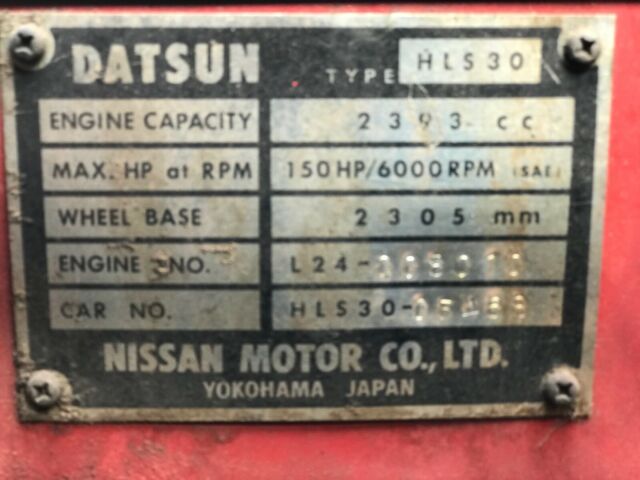 DATSUN TYPE HLS30
ENGINE CAPACITY 2393 cc
MAX. HP at RPM 150HP/6000RPM (SAE)
WHEEL BASE 2305 mm
ENGINE NO. L24-
CAR NO. HLS30-
NISSAN MOTOR CO., LTD.
YOKOHAMA JAPAN